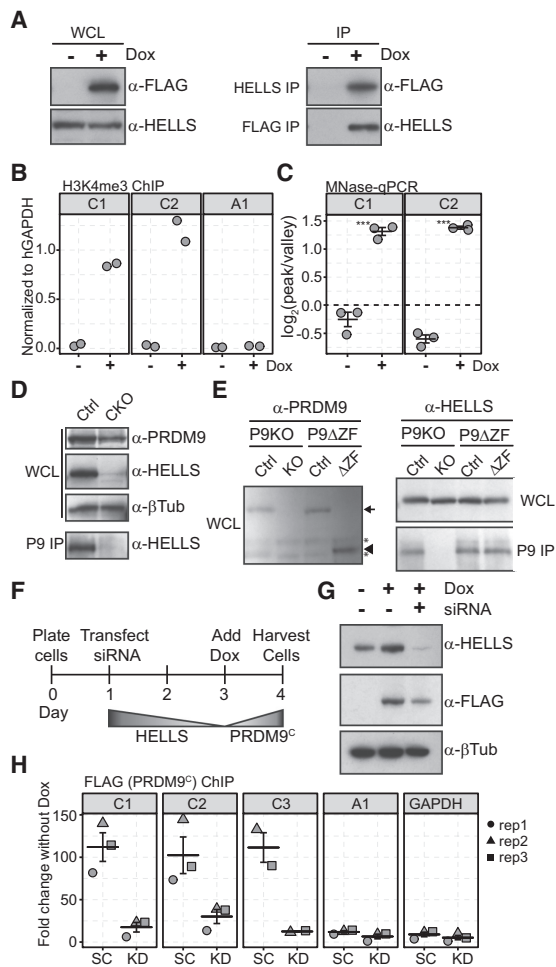 A
WCL
- + Dox
α-FLAG
α-HELLS
IP
- + Dox
HELLS IP α-FLAG
FLAG IP α-HELLS
B
H3K4me3 ChIP
C1 C2 A1
Normalized to hGAPDH
1.0
0.5
0.0
- + - + - + Dox
C
MNase-qPCR
C1 C2
log2(peak/valley)
1.5
1.0
0.5
0.0
-0.5
*** ***
- + - + Dox
D
Ctrl CKO
α-PRDM9
WCL α-HELLS
α-βTub
P9 IP α-HELLS
E
α-PRDM9
P9KO P9ΔZF
Ctrl KO Ctrl ΔZF
WCL
*
*
α-HELLS
P9KO P9ΔZF
Ctrl KO Ctrl ΔZF
WCL
P9 IP
F
Plate cells
Transfect siRNA
Add Dox
Harvest Cells
0 1 2 3 4
Day
HELLS PRDM9C
G
- + + Dox
- - + siRNA
α-HELLS
α-FLAG
α-βTub
H
FLAG (PRDM9C) ChIP
C1 C2 C3 A1 GAPDH
Fold change without Dox
150
100
50
0
SC KD SC KD SC KD SC KD SC KD
rep1
rep2
rep3